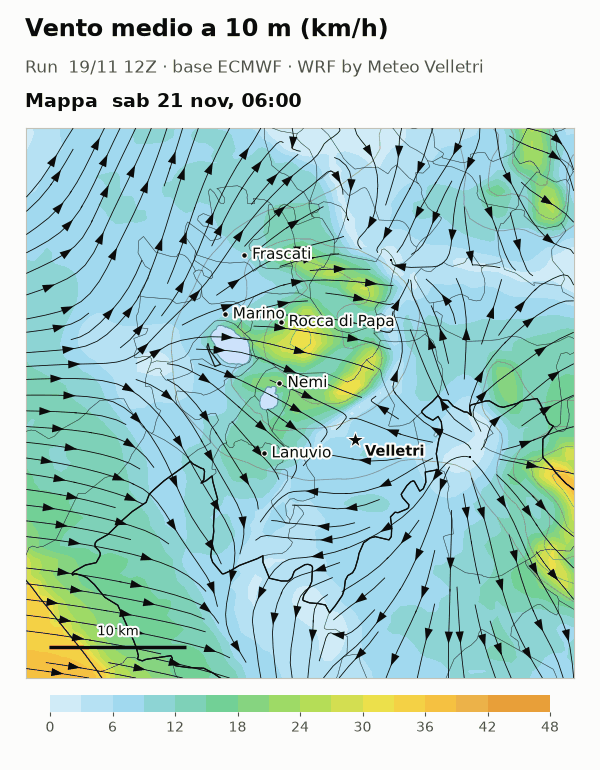 Vento medio a 10 m (km/h)
Run  19/11 12Z · base ECMWF · WRF by Meteo Velletri
Mappa  sab 21 nov, 06:00
Frascati
Marino
Rocca di Papa
Nemi
Velletri
Lanuvio
10 km
0 6 12 18 24 30 36 42 48